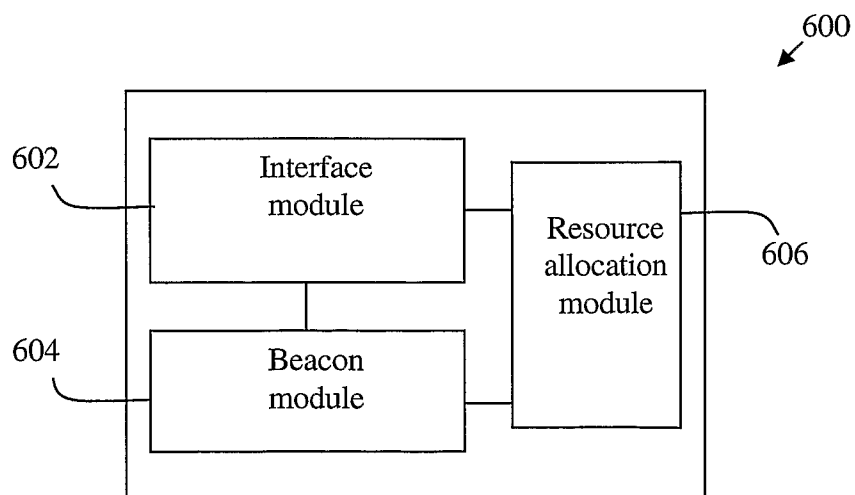 600
602
Interface
module
Resource
allocation
module
606
604
Beacon
module